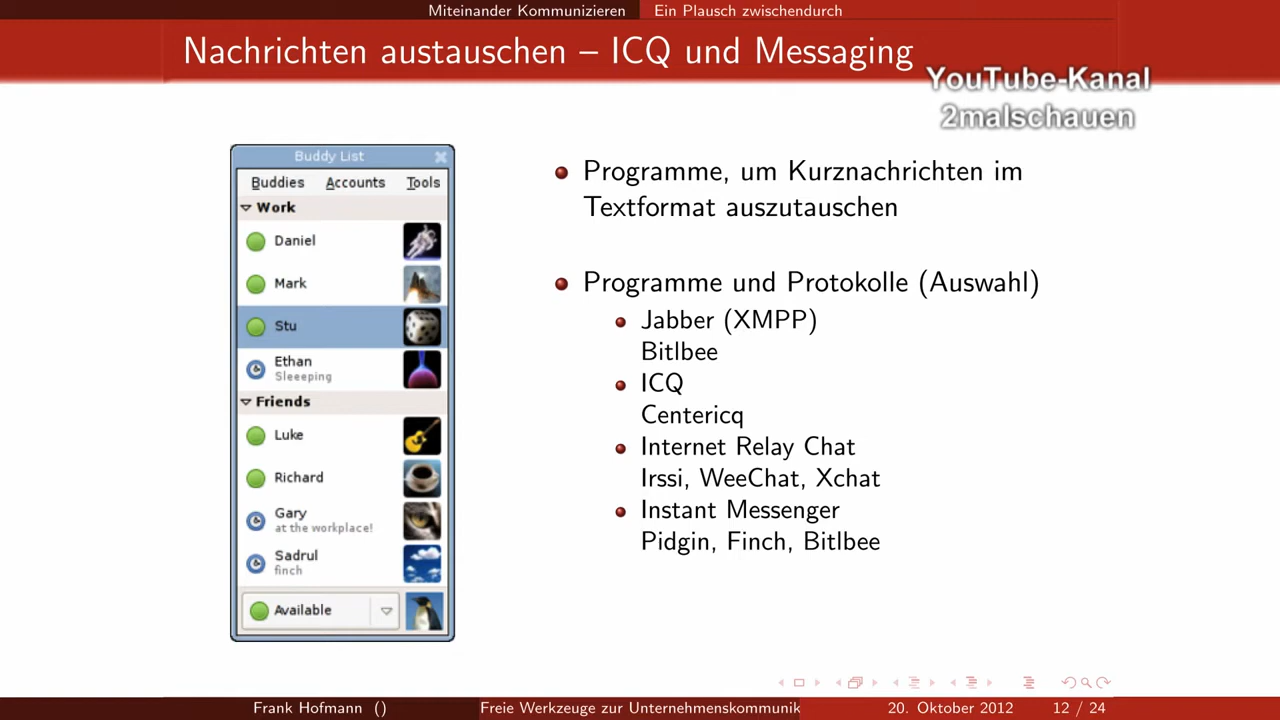 Miteinander Kommunizieren Ein Plausch zwischendurch
Nachrichten austauschen – ICQ und Messaging
YouTube-Kanal
2malschauen
Buddy List
Buddies Accounts Tools
Work
Daniel
Mark
Stu
Ethan
Sleeeping
Friends
Luke
Richard
Gary
at the workplace!
Sadrul
finch
Available
Programme, um Kurznachrichten im
Textformat auszutauschen
Programme und Protokolle (Auswahl)
Jabber (XMPP)
Bitlbee
ICQ
Centericq
Internet Relay Chat
Irssi, WeeChat, Xchat
Instant Messenger
Pidgin, Finch, Bitlbee
Frank Hofmann () Freie Werkzeuge zur Unternehmenskommunik 20. Oktober 2012 12 / 24